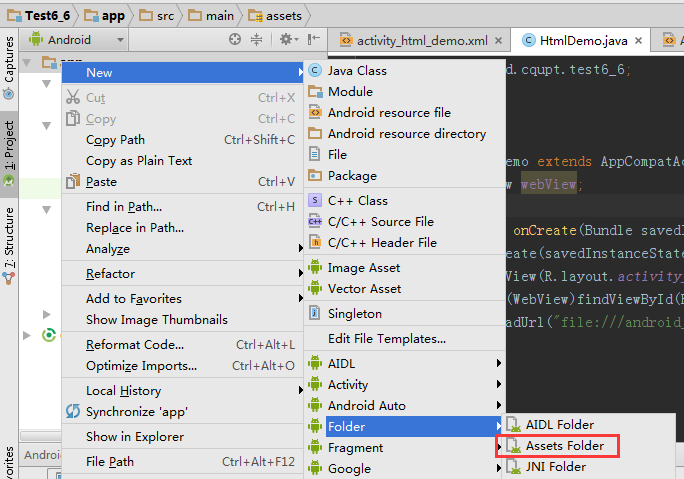 Test6_6 app src main assets
Android
activity_html_demo.xml HtmlDemo.java
Captures
1: Project
7: Structure
New
Cut Ctrl+X
Copy Ctrl+C
Copy Path Ctrl+Shift+C
Copy as Plain Text
Paste Ctrl+V
Find in Path... Ctrl+H
Replace in Path...
Analyze
Refactor
Add to Favorites
Show Image Thumbnails
Reformat Code... Ctrl+Alt+L
Optimize Imports... Ctrl+Alt+O
Local History
Synchronize 'app'
Show in Explorer
File Path Ctrl+Alt+F12
Java Class
Module
Android resource file
Android resource directory
File
Package
C++ Class
C/C++ Source File
C/C++ Header File
Image Asset
Vector Asset
Singleton
Edit File Templates...
AIDL
Activity
Android Auto
Folder
Fragment
Google
AIDL Folder
Assets Folder
JNI Folder
d.cqupt.test6_6;
emo extends AppCompatAc
w webView;
onCreate(Bundle savedI
eate(savedInstanceState
View(R.layout.activity_
(WebView)findViewById(R
adUrl("file:///android_
Android
vorites